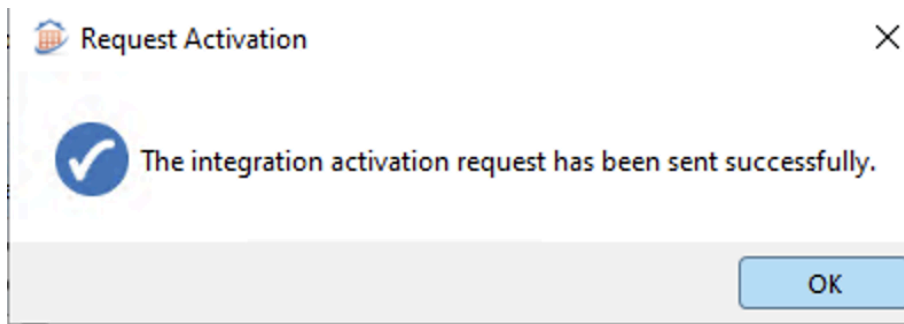 Request Activation
The integration activation request has been sent successfully.
OK